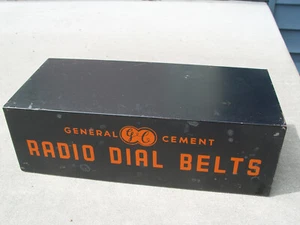 GENERAL GC CEMENT
RADIO DIAL BELTS